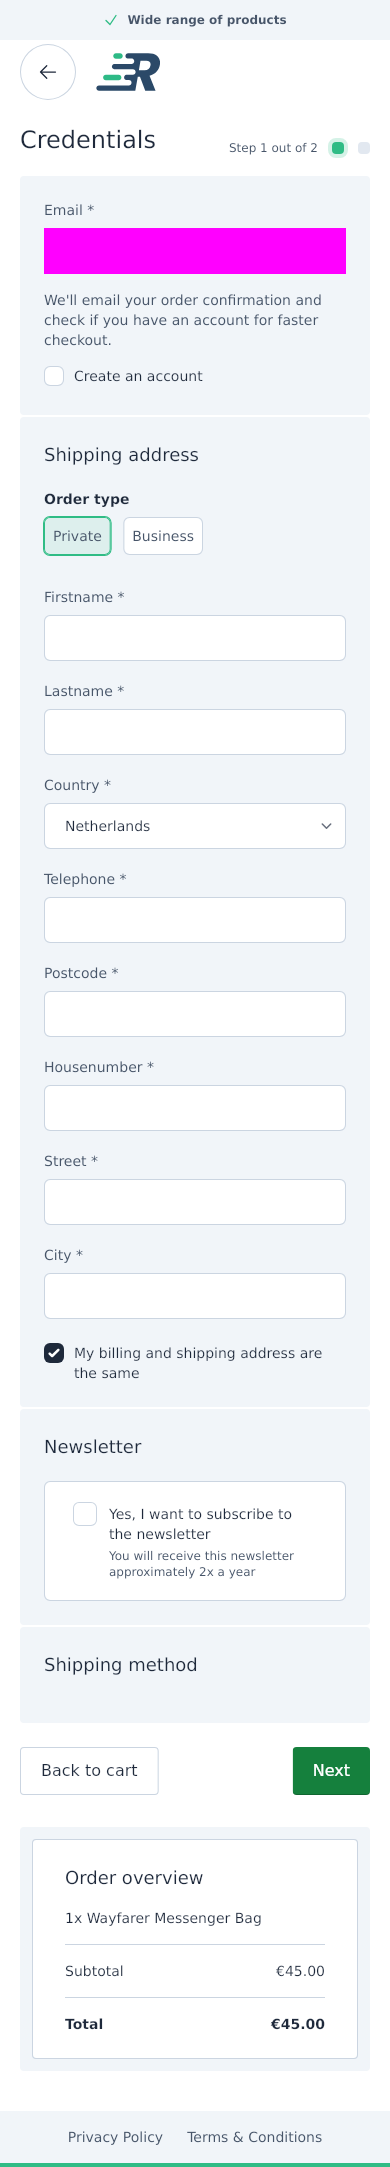 Wide range of products
Credentials
Step 1 out of 2
Email *
We'll email your order confirmation and
check if you have an account for faster
checkout.
Create an account
Shipping address
Order type
Private
Business
Firstname *
Lastname *
Country *
Netherlands
Telephone *
Postcode *
Housenumber *
Street *
City *
My billing and shipping address are
the same
Newsletter
Yes, I want to subscribe to
the newsletter
You will receive this newsletter
approximately 2x a year
Shipping method
Back to cart
Next
Order overview
1x Wayfarer Messenger Bag
Subtotal €45.00
Total €45.00
Privacy Policy Terms & Conditions